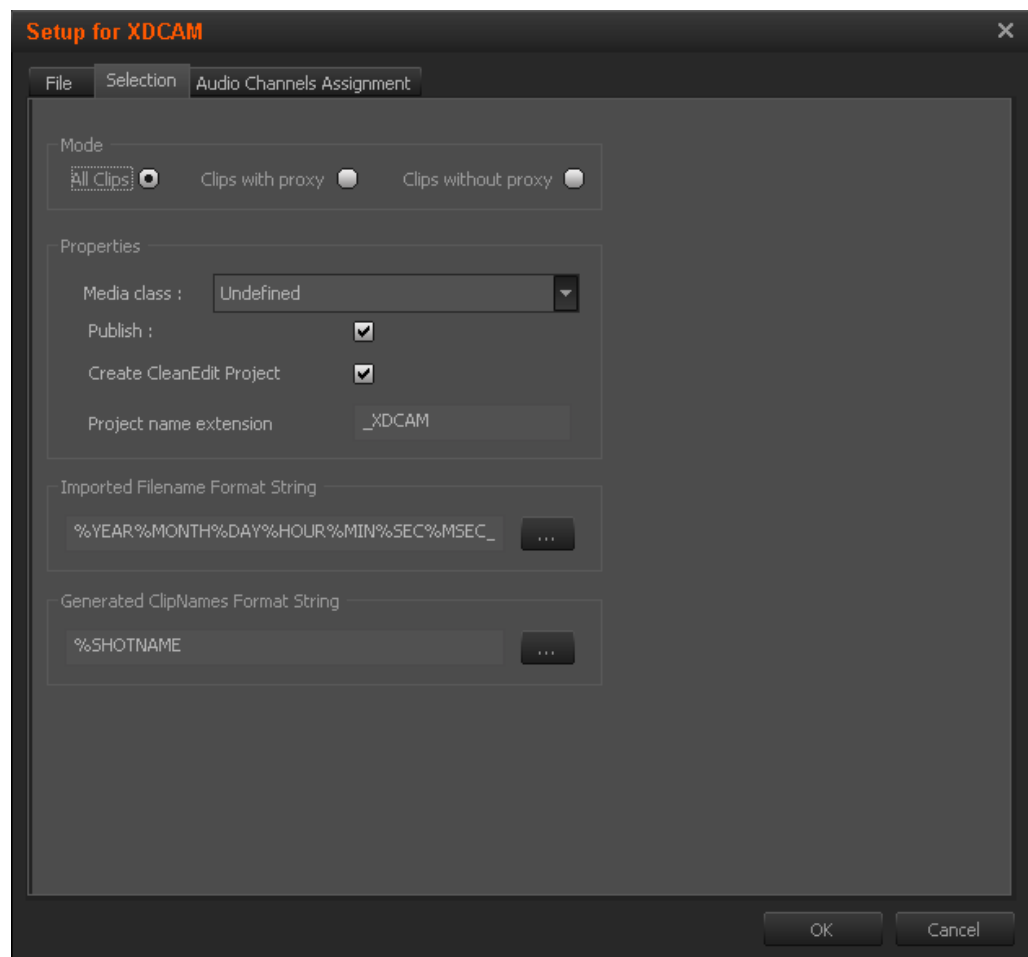 Setup for XDCAM
File Selection Audio Channels Assignment
Mode
All Clips Clips with proxy Clips without proxy
Properties
Media class : Undefined
Publish :
Create CleanEdit Project
Project name extension _XDCAM
Imported Filename Format String
%YEAR%MONTH%DAY%HOUR%MIN%SEC%MSEC_ ...
Generated ClipNames Format String
%SHOTNAME ...
OK Cancel